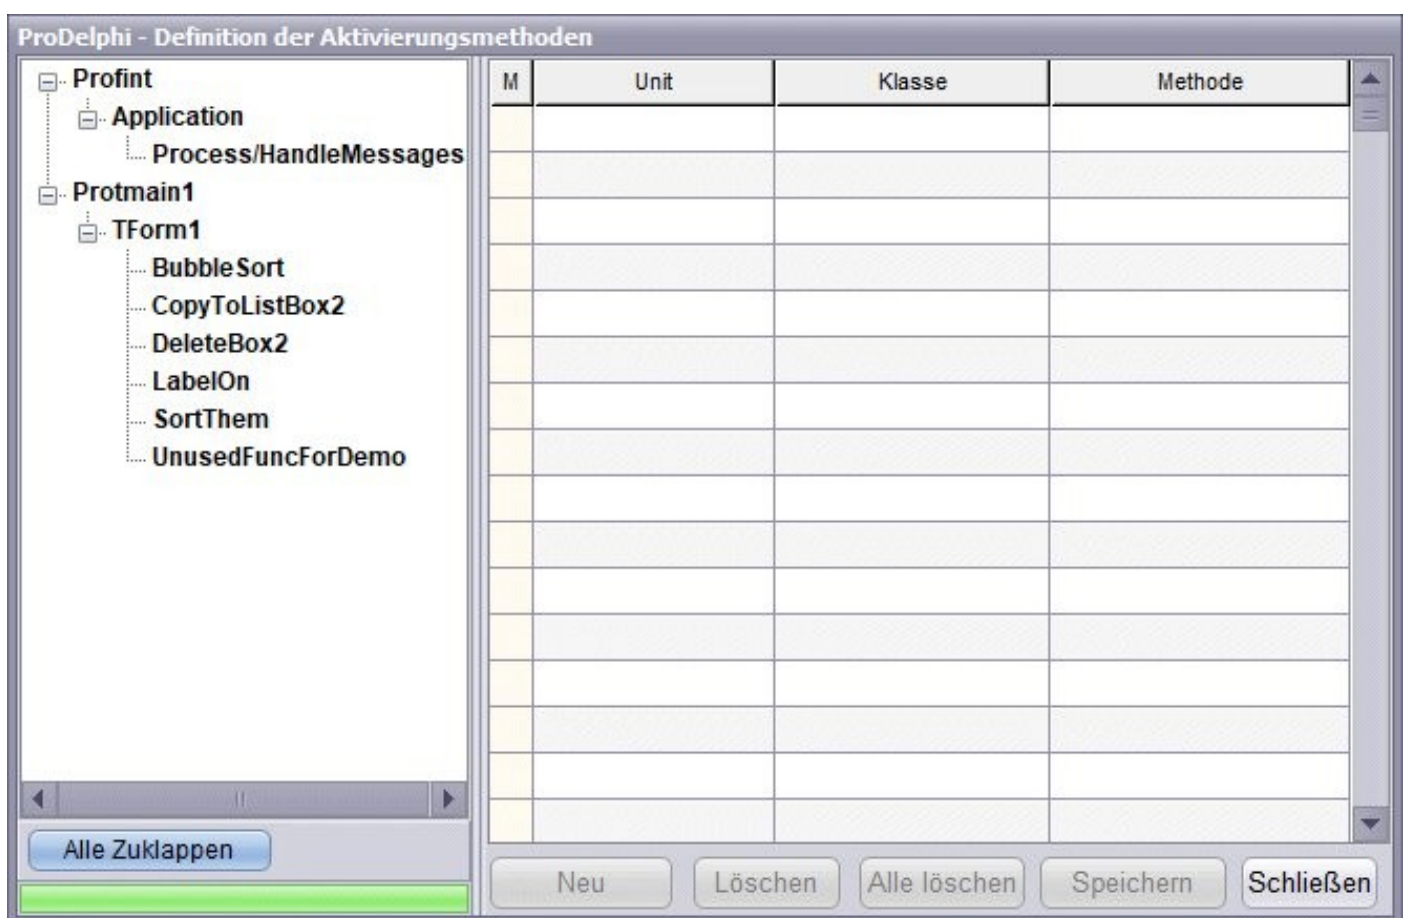 ProDelphi - Definition der Aktivierungsmethoden
Profint
Application
Process/HandleMessages
Protmain1
TForm1
BubbleSort
CopyToListBox2
DeleteBox2
LabelOn
SortThem
UnusedFuncForDemo
Alle Zuklappen
M Unit Klasse Methode
Neu Löschen Alle löschen Speichern Schließen